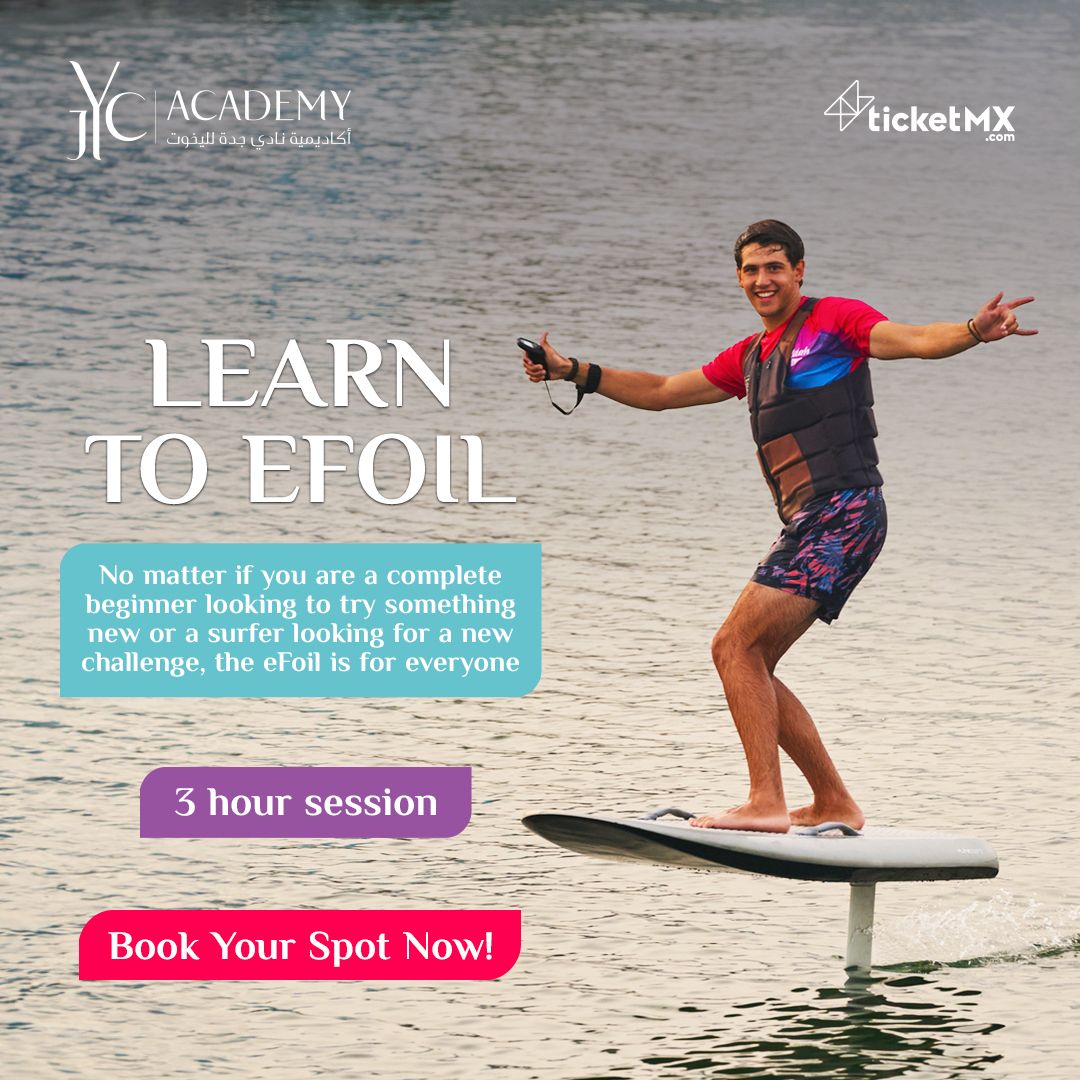 JYC ACADEMY
أكاديمية نادي جدة لليخوت
ticketMX
.com
LEARN
TO EFOIL
No matter if you are a complete
beginner looking to try something
new or a surfer looking for a new
challenge, the eFoil is for everyone
3 hour session
Book Your Spot Now!